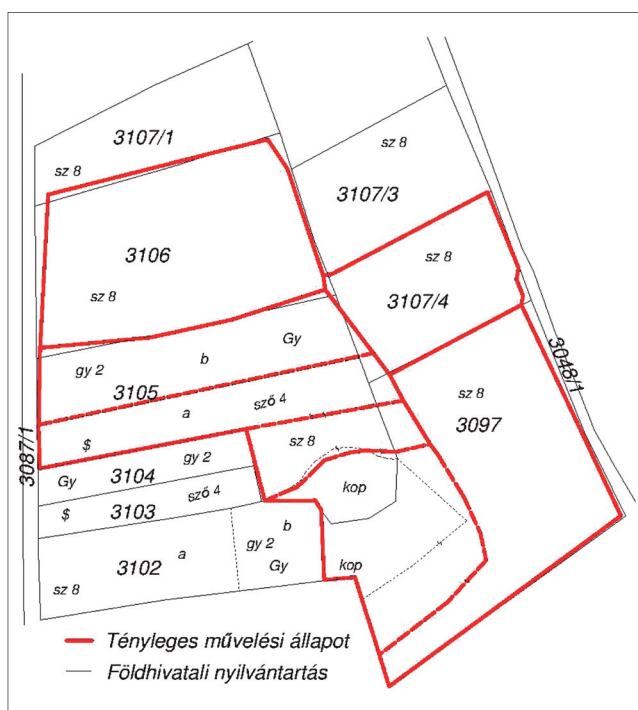 3107/1
sz 8
sz 8
3107/3
3106
sz 8
sz 8
3107/4
3048/1
Gy
b
gy 2
3105
sző 4
a
$
sz 8
3097
3087/1
sz 8
gy 2
Gy
3104
kop
sző 4
$
3103
b
a
gy 2
3102
Gy
kop
sz 8
Tényleges művelési állapot
Földhivatali nyilvántartás